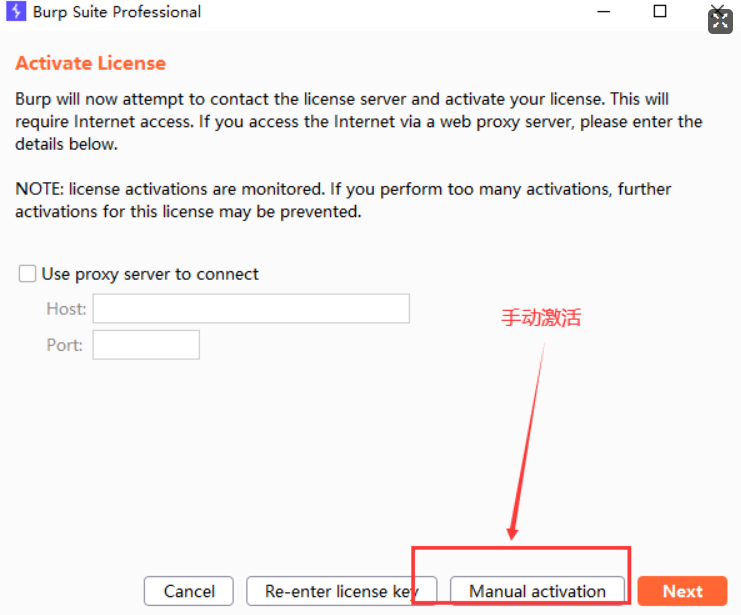 Burp Suite Professional
Activate License
Burp will now attempt to contact the license server and activate your license. This will
require Internet access. If you access the Internet via a web proxy server, please enter the
details below.
NOTE: license activations are monitored. If you perform too many activations, further
activations for this license may be prevented.
Use proxy server to connect
Host:
手动激活
Port:
Cancel
Re-enter license key
Manual activation
Next